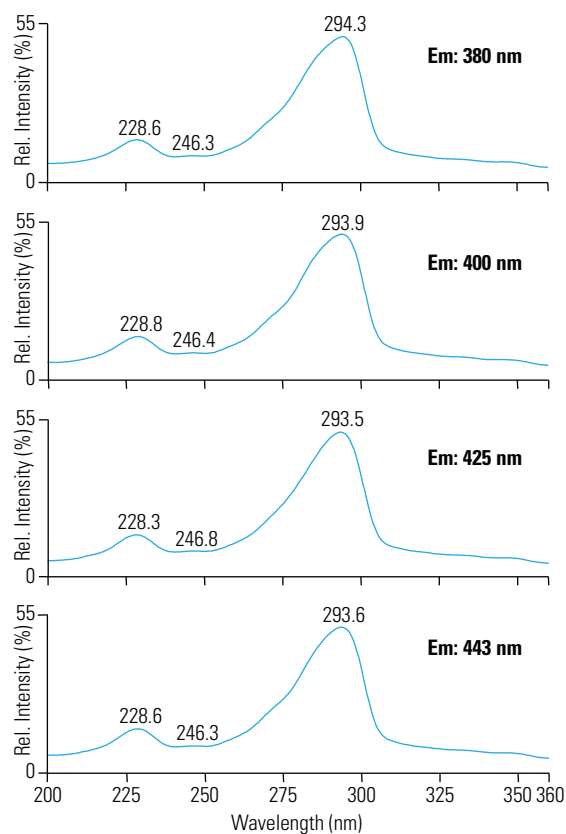 55
Rel. Intensity (%)
0
228.6
246.3
294.3
Em: 380 nm
55
Rel. Intensity (%)
0
228.8
246.4
293.9
Em: 400 nm
55
Rel. Intensity (%)
0
228.3
246.8
293.5
Em: 425 nm
55
Rel. Intensity (%)
0
228.6
246.3
293.6
Em: 443 nm
200 225 250 275 300 325 350 360
Wavelength (nm)